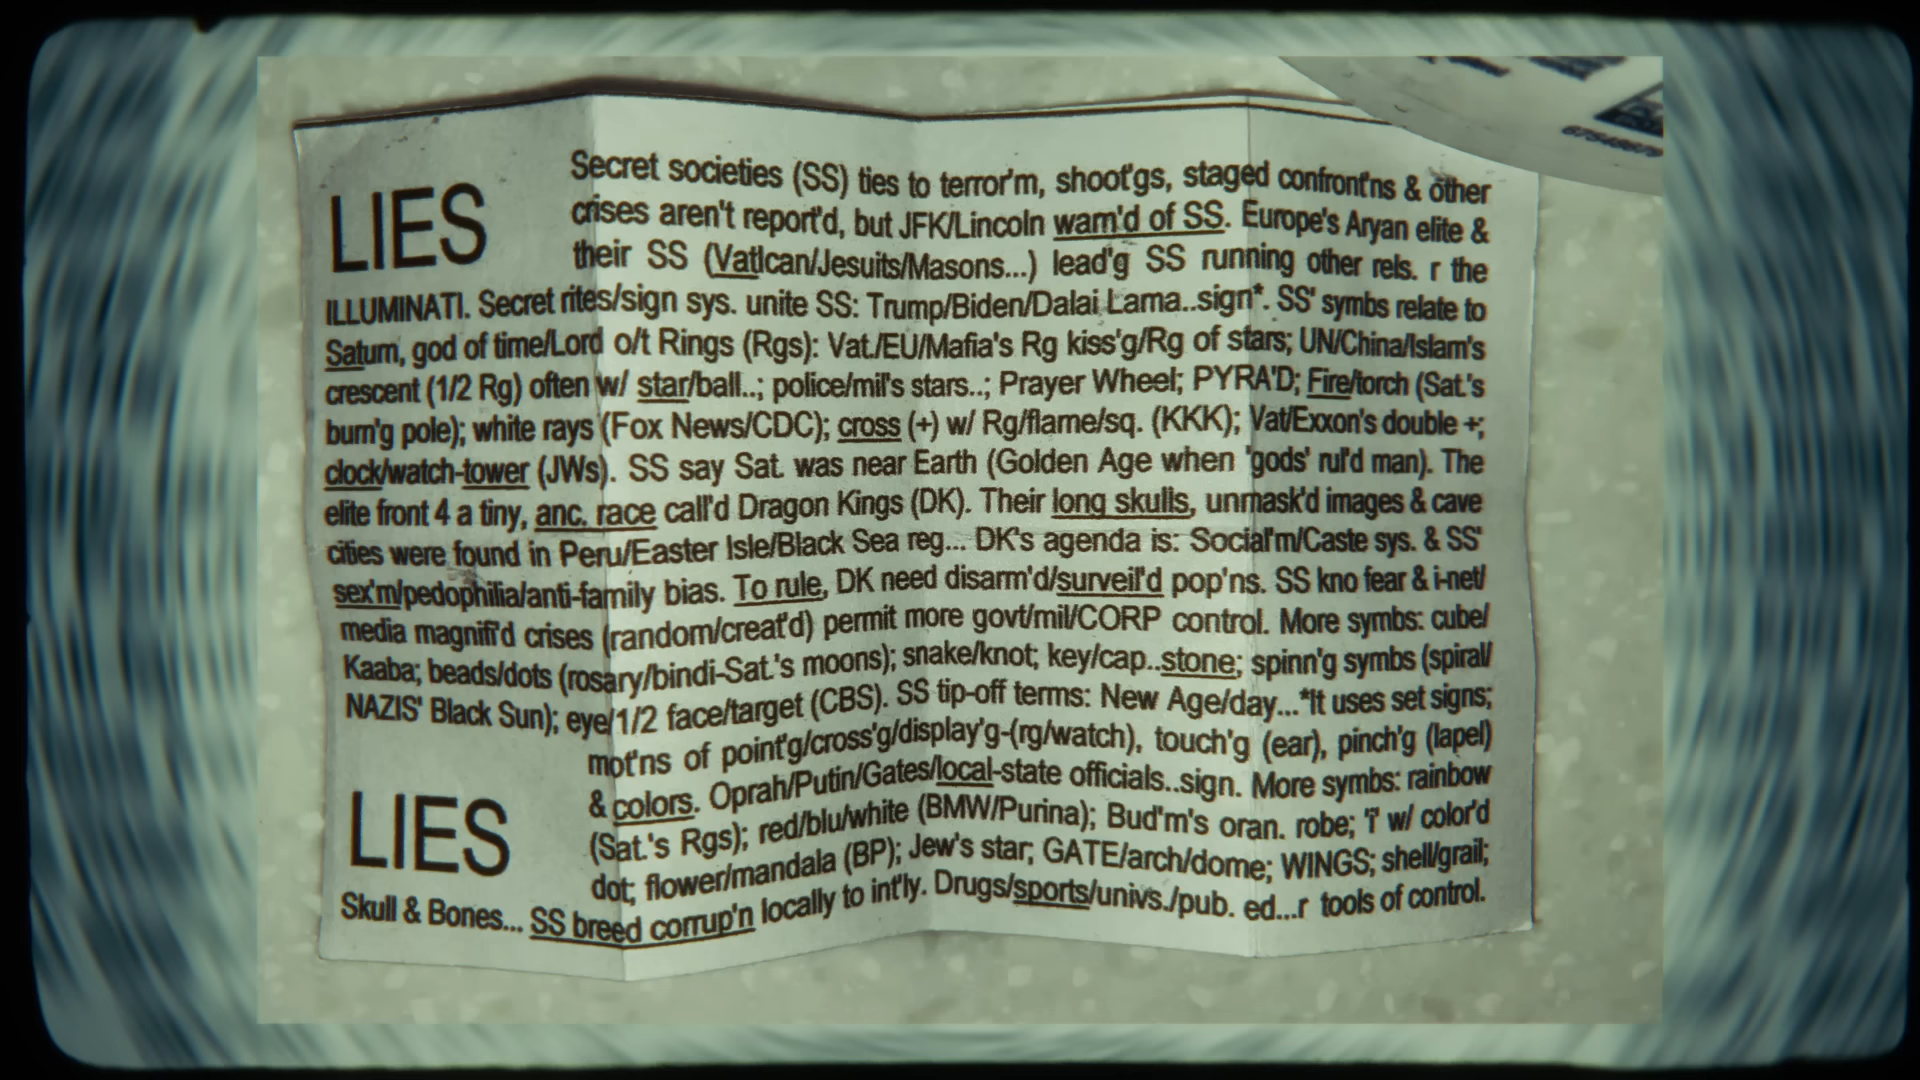 LIES
Secret societies (SS) ties to terror'm, shoot'gs, staged confront'ns & other
crises aren't report'd, but JFK/Lincoln warn'd of SS. Europe's Aryan elite &
their SS (Vatican/Jesuits/Masons...) lead'g SS running other rels. r the
ILLUMINATI. Secret rites/sign sys. unite SS: Trump/Biden/Dalai Lama..sign*. SS' symbs relate to
Saturn, god of time/Lord o/t Rings (Rgs): Vat./EU/Mafia's Rg kiss'g/Rg of stars; UN/China/Islam's
crescent (1/2 Rg) often w/ star/ball..; police/mil's stars..; Prayer Wheel; PYRA'D; Fire/torch (Sat.'s
burn'g pole); white rays (Fox News/CDC); cross (+) w/ Rg/flame/sq. (KKK); Vat/Exxon's double +;
clock/watch-tower (JWs). SS say Sat. was near Earth (Golden Age when 'gods' rul'd man). The
elite front 4 a tiny, anc. race call'd Dragon Kings (DK). Their long skulls, unmask'd images & cave
cities were found in Peru/Easter Isle/Black Sea reg... DK's agenda is: Social'm/Caste sys. & SS'
sex'm/pedophilia/anti-family bias. To rule, DK need disarm'd/surveil'd pop'ns. SS kno fear & i-net/
media magnifi'd crises (random/creat'd) permit more govt/mil/CORP control. More symbs: cube/
Kaaba; beads/dots (rosary/bindi-Sat.'s moons); snake/knot; key/cap..stone; spinn'g symbs (spiral/
NAZIS' Black Sun); eye/1/2 face/target (CBS). SS tip-off terms: New Age/day...*It uses set signs;
mot'ns of point'g/cross'g/display'g-(rg/watch), touch'g (ear), pinch'g (lapel)
& colors. Oprah/Putin/Gates/local-state officials..sign. More symbs: rainbow
(Sat.'s Rgs); red/blu/white (BMW/Purina); Bud'm's oran. robe; 'i' w/ color'd
dot; flower/mandala (BP); Jew's star; GATE/arch/dome; WINGS; shell/grail;
LIES
Skull & Bones... SS breed corrup'n locally to int'ly. Drugs/sports/univs./pub. ed...r tools of control.